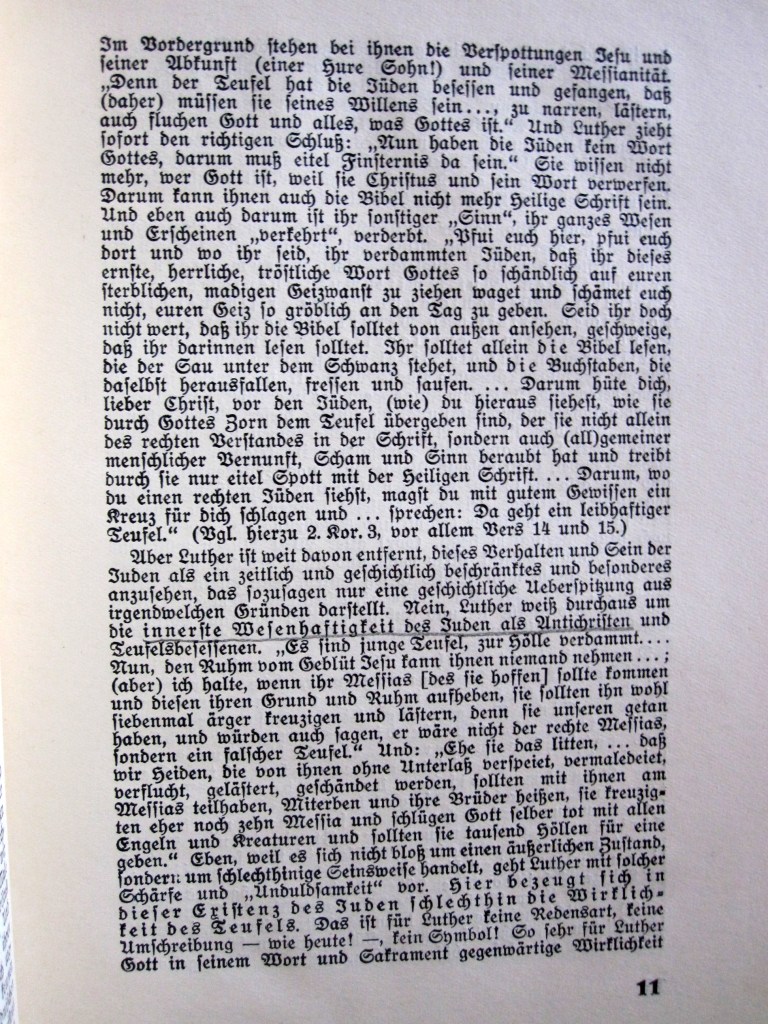 Im Vordergrund stehen bei ihnen die Verspottungen Jesu und
seiner Abkunft (einer Hure Sohn!) und seiner Messianität.
„Denn der Teufel hat die Jüden besessen und gefangen, daß
(daher) müssen sie seines Willens sein..., zu narren, lästern,
auch fluchen Gott und alles, was Gottes ist.“ Und Luther zieht
sofort den richtigen Schluß: „Nun haben die Jüden kein Wort
Gottes, darum muß eitel Finsternis da sein.“ Sie wissen nicht
mehr, wer Gott ist, weil sie Christus und sein Wort verwerfen.
Darum kann ihnen auch die Bibel nicht mehr Heilige Schrift sein.
Und eben auch darum ist ihr sonstiger „Sinn“, ihr ganzes Wesen
und Erscheinen „verkehrt“, verderbt. „Pfui euch hier, pfui euch
dort und wo ihr seid, ihr verdammten Jüden, daß ihr dieses
ernste, herrliche, tröstliche Wort Gottes so schändlich auf euren
sterblichen, madigen Geizwanst zu ziehen waget und schämet euch
nicht, euren Geiz so gröblich an den Tag zu geben. Seid ihr doch
nicht wert, daß ihr die Bibel solltet von außen ansehen, geschweige,
daß ihr darinnen lesen solltet. Ihr solltet allein die Bibel lesen,
die der Sau unter dem Schwanz stehet, und die Buchstaben, die
daselbst herausfallen, fressen und saufen. ... Darum hüte dich,
lieber Christ, vor den Jüden, (wie) du hieraus siehest, wie sie
durch Gottes Zorn dem Teufel übergeben sind, der sie nicht allein
des rechten Verstandes in der Schrift, sondern auch (all)gemeiner
menschlicher Vernunft, Scham und Sinn beraubt hat und treibt
durch sie nur eitel Spott mit der Heiligen Schrift. ... Darum, wo
du einen rechten Jüden siehst, magst du mit gutem Gewissen ein
Kreuz für dich schlagen und ... sprechen: Da geht ein leibhaftiger
Teufel.“ (Vgl. hierzu 2. Kor. 3, vor allem Vers 14 und 15.)
Aber Luther ist weit davon entfernt, dieses Verhalten und Sein der
Juden als ein zeitlich und geschichtlich beschränktes und besonderes
anzusehen, das sozusagen nur eine geschichtliche Ueberspitzung aus
irgendwelchen Gründen darstellt. Nein, Luther weiß durchaus um
die innerste Wesenhaftigkeit des Juden als Antichristen und
Teufelsbesessenen. „Es sind junge Teufel, zur Hölle verdammt....
Nun, den Ruhm vom Geblüt Jesu kann ihnen niemand nehmen...;
(aber) ich halte, wenn ihr Messias [des sie hoffen] sollte kommen
und diesen ihren Grund und Ruhm aufheben, sie sollten ihn wohl
siebenmal ärger kreuzigen und lästern, denn sie unseren getan
haben, und würden auch sagen, er wäre nicht der rechte Messias,
sondern ein falscher Teufel.“ Und: „Ehe sie das litten, ... daß
wir Heiden, die von ihnen ohne Unterlaß verspeiet, vermaledeiet,
verflucht, gelästert, geschändet werden, sollten mit ihnen am
Messias teilhaben, Miterben und ihre Brüder heißen, sie kreuzig-
ten eher noch zehn Messia und schlügen Gott selber tot mit allen
Engeln und Kreaturen und sollten sie tausend Höllen für eine
geben.“ Eben, weil es sich nicht bloß um einen äußerlichen Zustand,
sondern um schlechthinige Seinsweise handelt, geht Luther mit solcher
Schärfe und „Unduldsamkeit“ vor. Hier bezeugt sich in
dieser Existenz des Juden schlechthin die Wirklich-
keit des Teufels. Das ist für Luther keine Redensart, keine
Umschreibung — wie heute! —, kein Symbol! So sehr für Luther
Gott in seinem Wort und Sakrament gegenwärtige Wirklichkeit
11